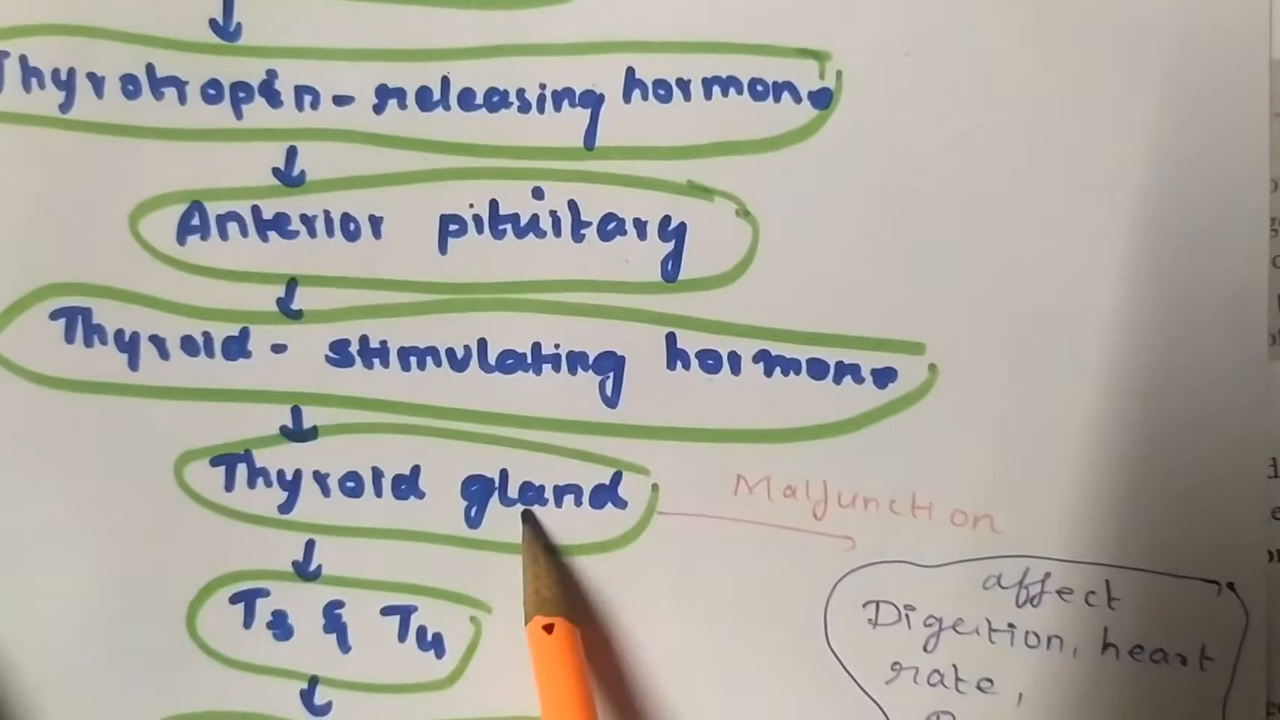 Thyrotropin-releasing hormone
Anterior pituitary
Thyroid-stimulating hormone
Thyroid gland
Malfunction
T3 & T4
affect
Digestion, heart
rate,